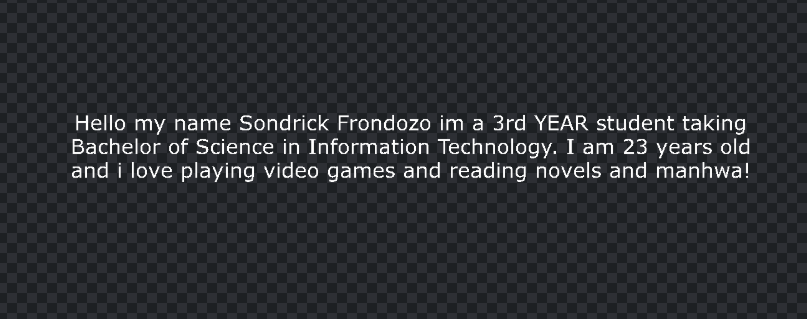 Hello my name Sondrick Frondozo im a 3rd YEAR student taking
Bachelor of Science in Information Technology. I am 23 years old
and i love playing video games and reading novels and manhwa!